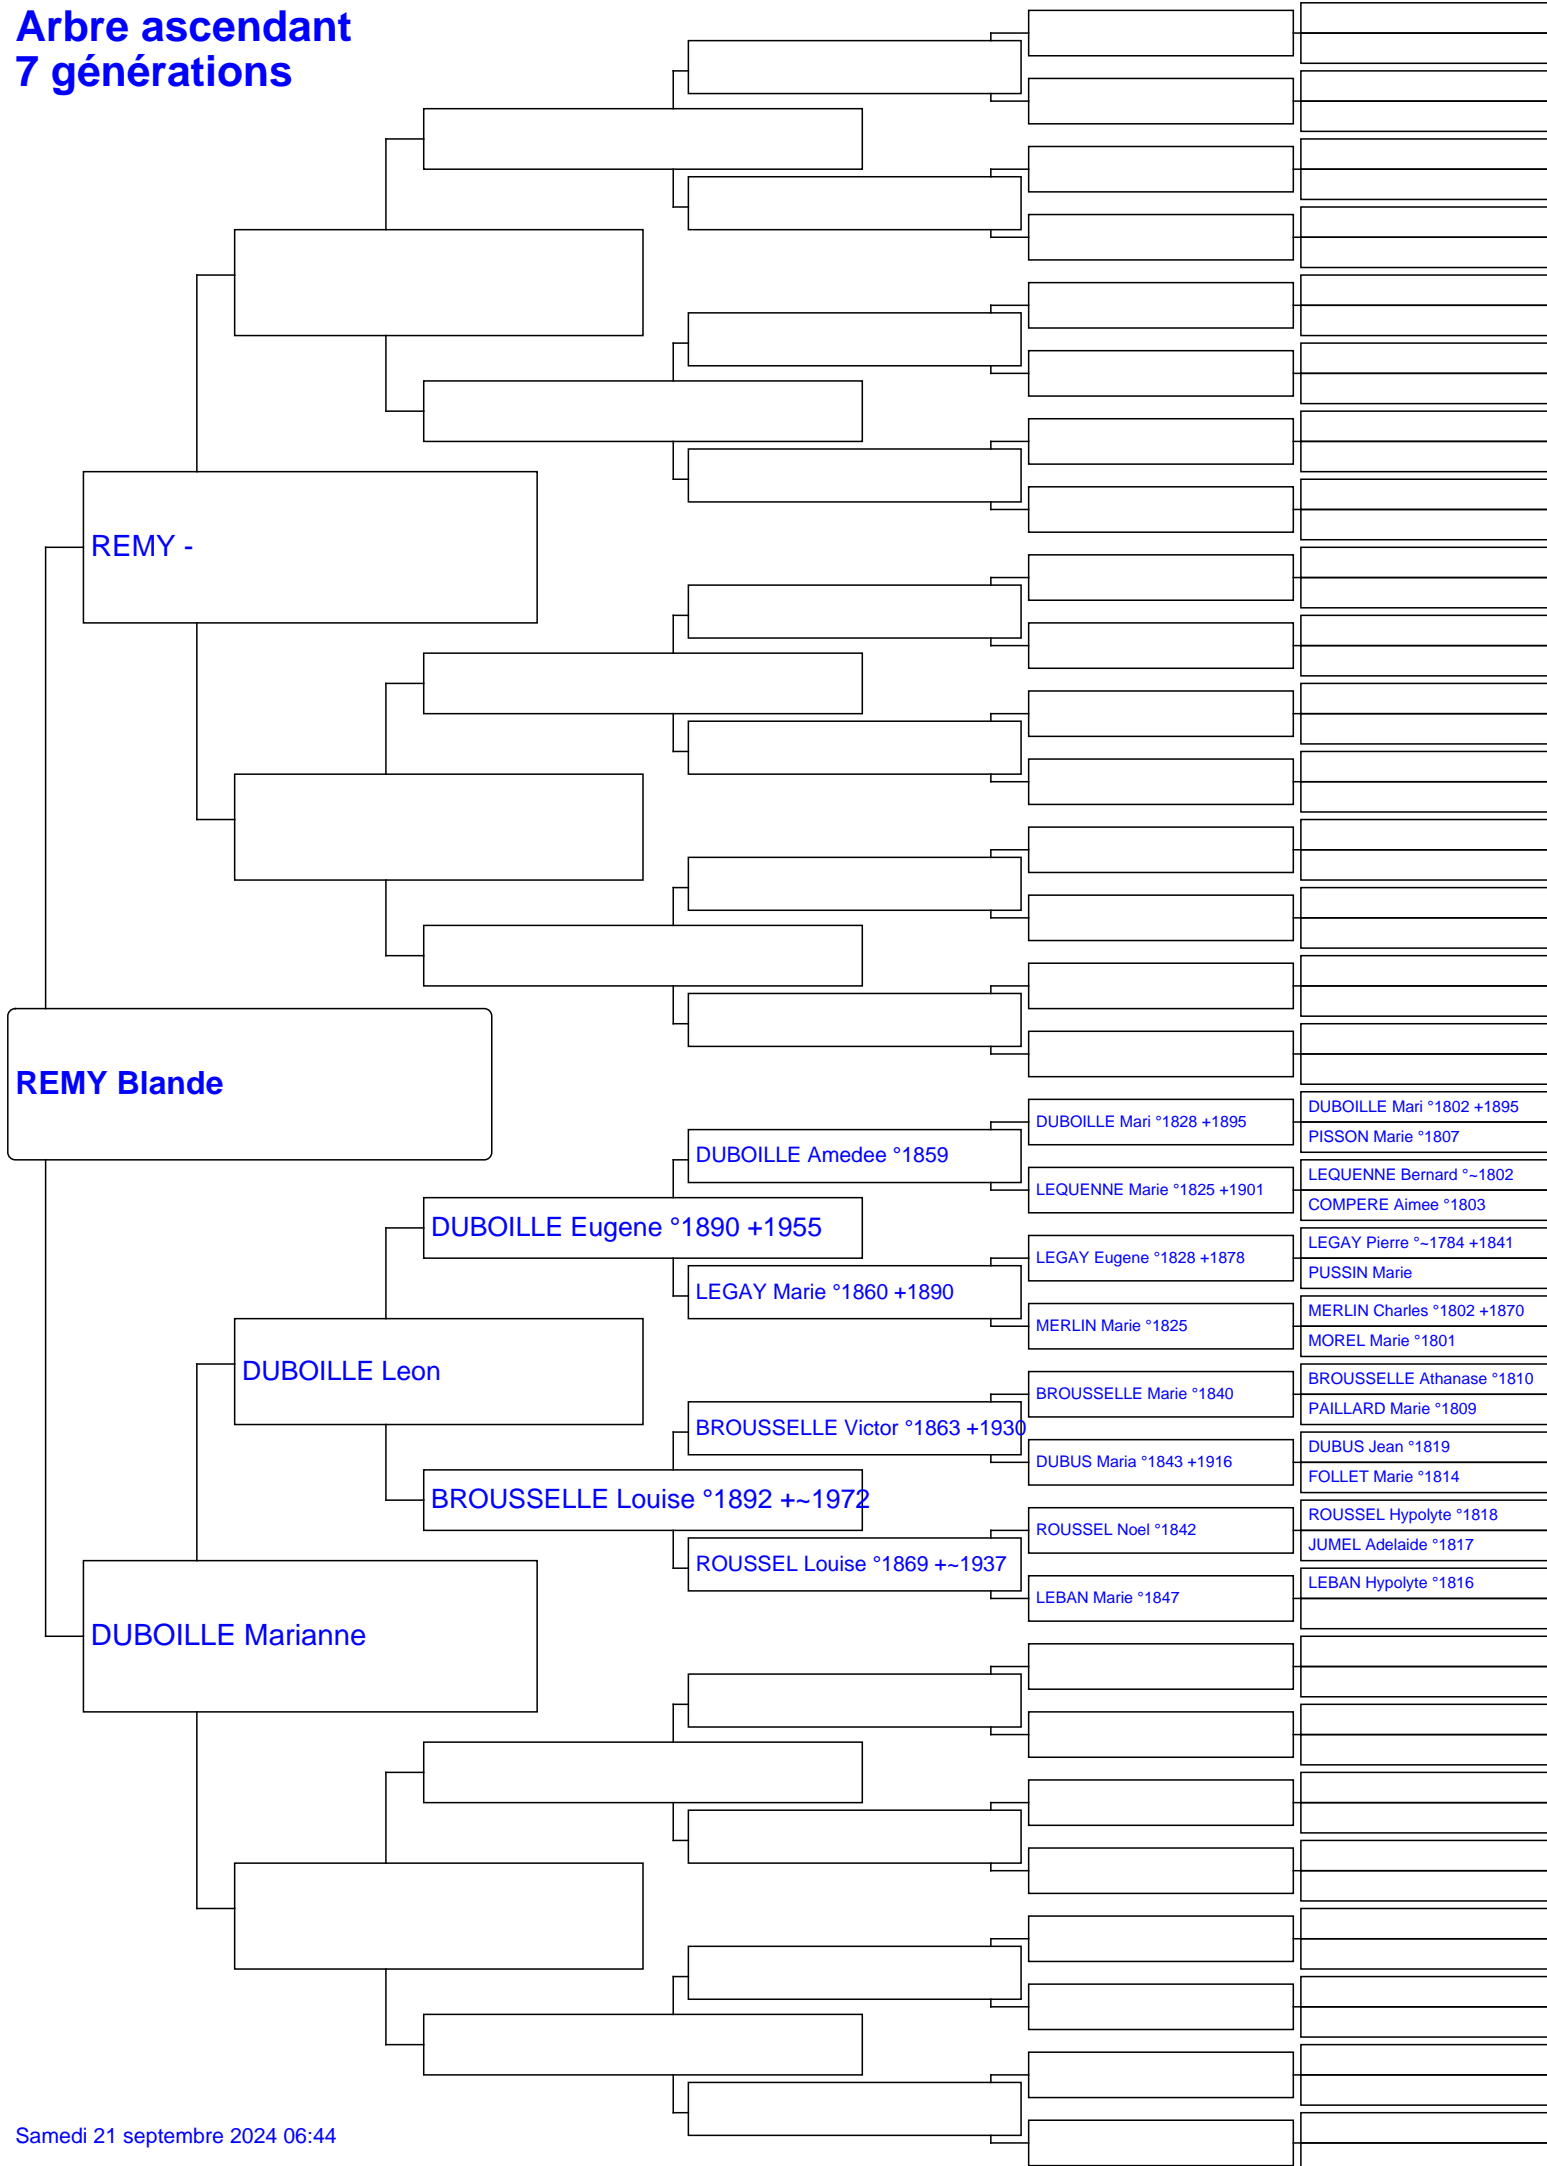 Arbre ascendant
7 générations
REMY -
REMY Blande
DUBOILLE Marianne
DUBOILLE Leon
DUBOILLE Eugene °1890 +1955
BROUSSELLE Louise °1892 +~1972
DUBOILLE Amedee °1859
LEGAY Marie °1860 +1890
BROUSSELLE Victor °1863 +1930
ROUSSEL Louise °1869 +~1937
DUBOILLE Mari °1828 +1895
LEQUENNE Marie °1825 +1901
LEGAY Eugene °1828 +1878
MERLIN Marie °1825
BROUSSELLE Marie °1840
DUBUS Maria °1843 +1916
ROUSSEL Noel °1842
LEBAN Marie °1847
DUBOILLE Mari °1802 +1895
PISSON Marie °1807
LEQUENNE Bernard °~1802
COMPERE Aimee °1803
LEGAY Pierre °~1784 +1841
PUSSIN Marie
MERLIN Charles °1802 +1870
MOREL Marie °1801
BROUSSELLE Athanase °1810
PAILLARD Marie °1809
DUBUS Jean °1819
FOLLET Marie °1814
ROUSSEL Hypolyte °1818
JUMEL Adelaide °1817
LEBAN Hypolyte °1816
Samedi 21 septembre 2024 06:44